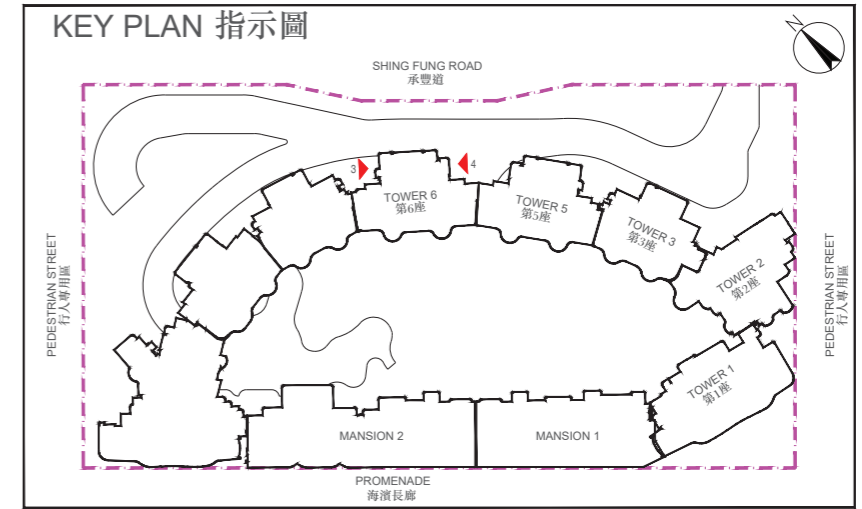 KEY PLAN 指示圖
N
SHING FUNG ROAD
承豐道
3
4
TOWER 6
第6座
TOWER 5
第5座
TOWER 3
第3座
TOWER 2
第2座
TOWER 1
第1座
PEDESTRIAN STREET
行人專用區
PEDESTRIAN STREET
行人專用區
MANSION 2
MANSION 1
PROMENADE
海濱長廊